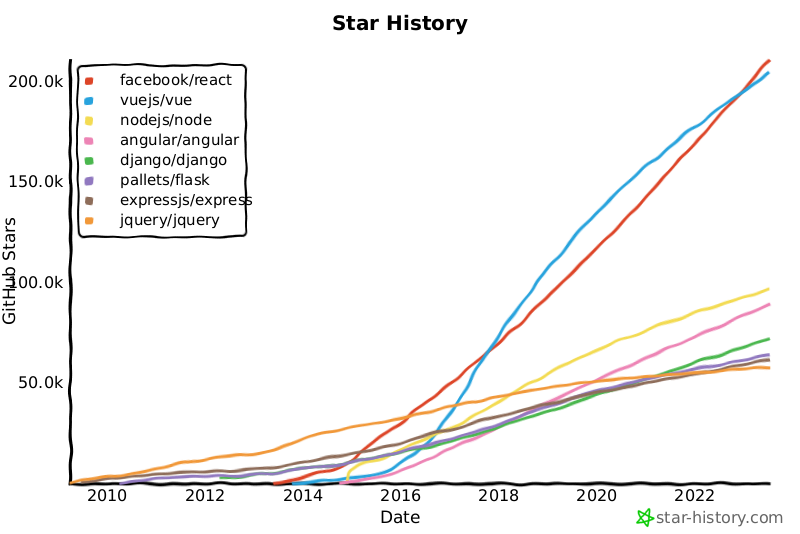 Star History
200.0k
150.0k
100.0k
50.0k
GitHub Stars
facebook/react
vuejs/vue
nodejs/node
angular/angular
django/django
pallets/flask
expressjs/express
jquery/jquery
2010 2012 2014 2016 2018 2020 2022
Date
star-history.com